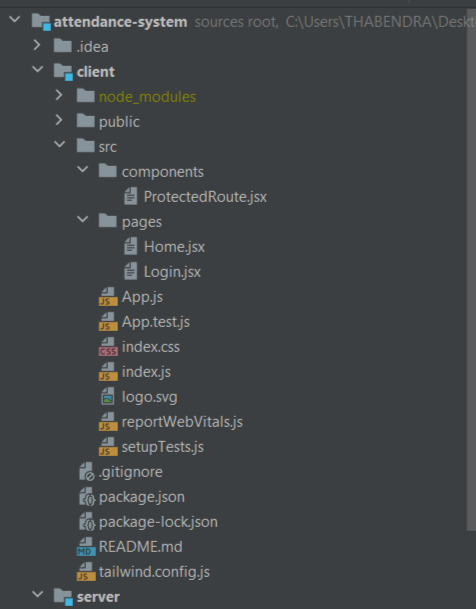 attendance-system sources root, C:\Users\THABENDRA\Deskt
.idea
client
node_modules
public
src
components
ProtectedRoute.jsx
pages
Home.jsx
Login.jsx
App.js
App.test.js
index.css
index.js
logo.svg
reportWebVitals.js
setupTests.js
.gitignore
package.json
package-lock.json
README.md
tailwind.config.js
server